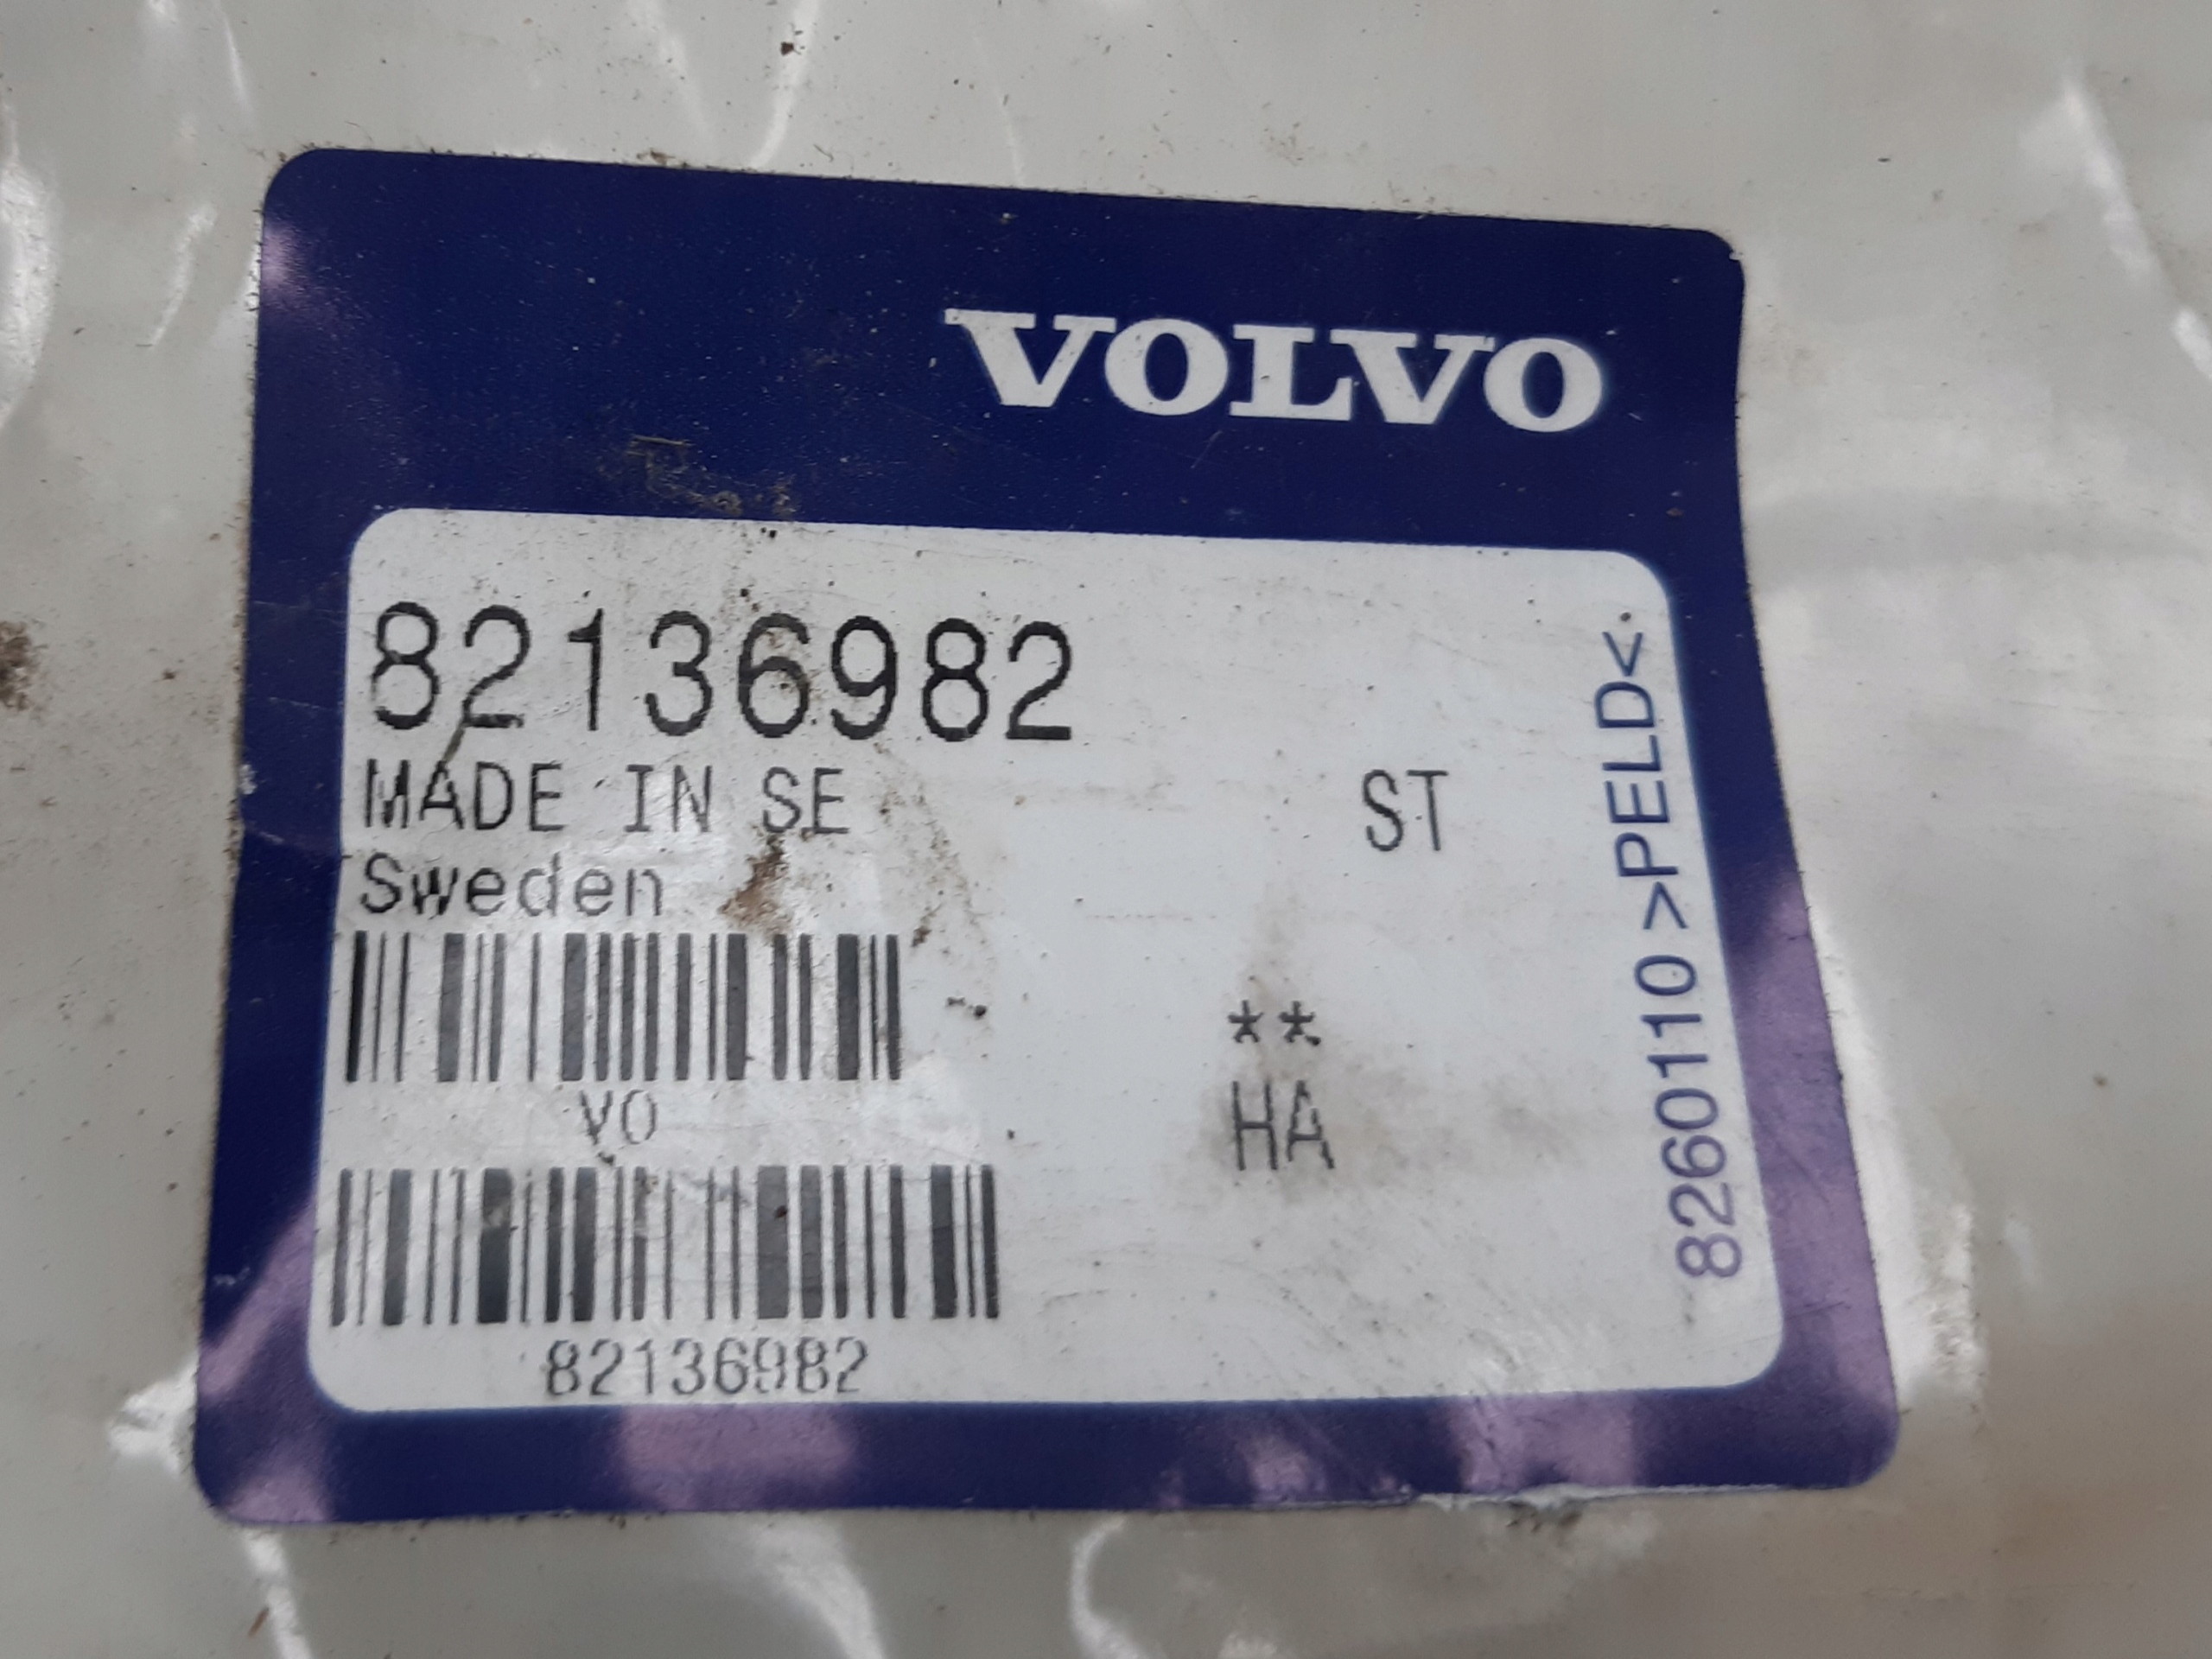 VOLVO
82136982
MADE IN SE
ST
Sweden
VO
**
HA
82136982
8260110 >PELD<